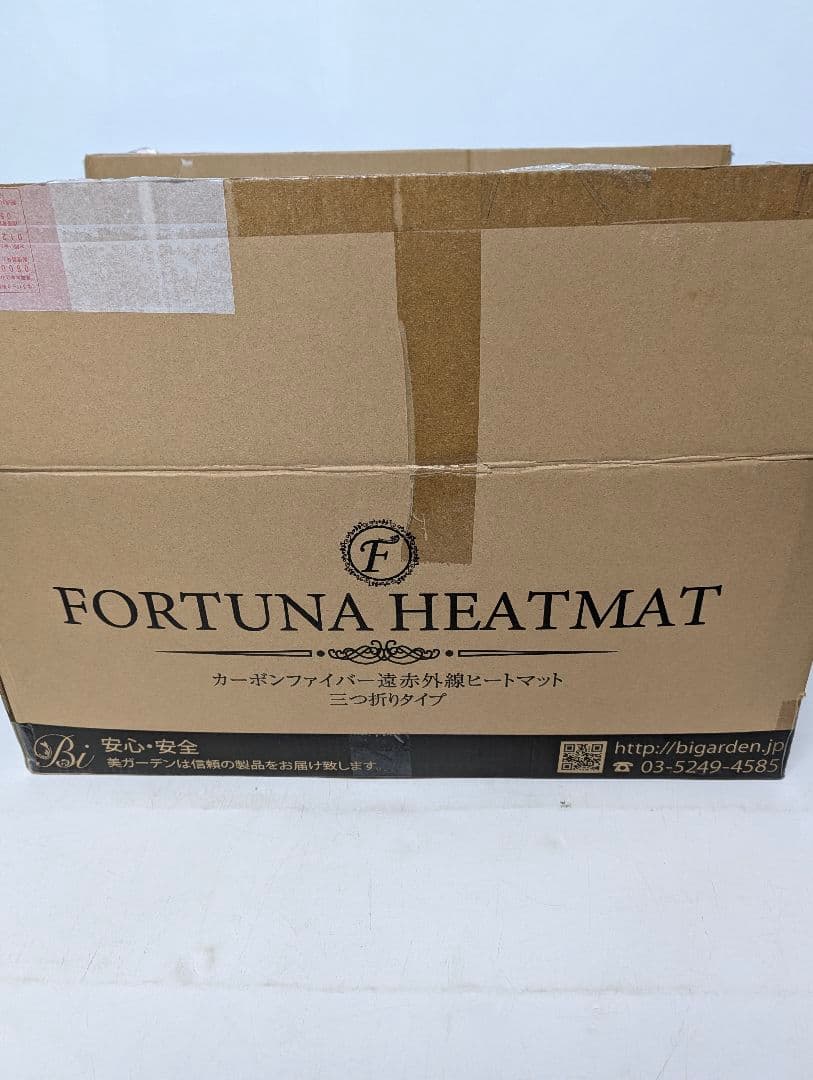 F
FORTUNA HEATMAT
カーボンファイバー遠赤外線ヒートマット
三つ折りタイプ
Bi 安心・安全
美ガーデンは信頼の製品をお届け致します。
http://bigarden.jp
☎ 03-5249-4585